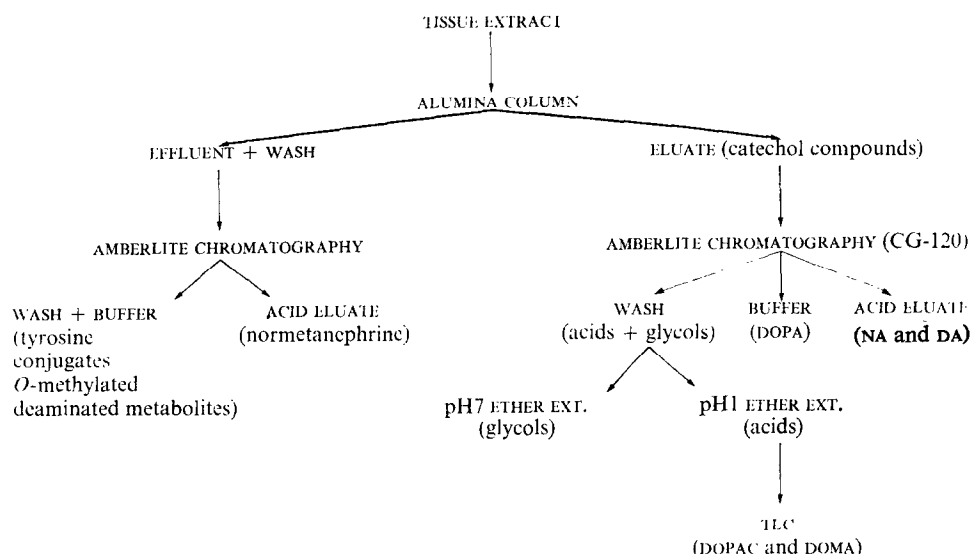 TISSUE EXTRACT
ALUMINA COLUMN
EFFLUENT + WASH
ELUATE (catechol compounds)
AMBERLITE CHROMATOGRAPHY
AMBERLITE CHROMATOGRAPHY (CG-120)
WASH + BUFFER
(tyrosine
conjugates
O-methylated
deaminated metabolites)
ACID ELUATE
(normetanephrine)
WASH
(acids + glycols)
BUFFER
(DOPA)
ACID ELUATE
(NA and DA)
pH7 ETHER EXT.
(glycols)
pH1 ETHER EXT.
(acids)
TLC
(DOPAC and DOMA)